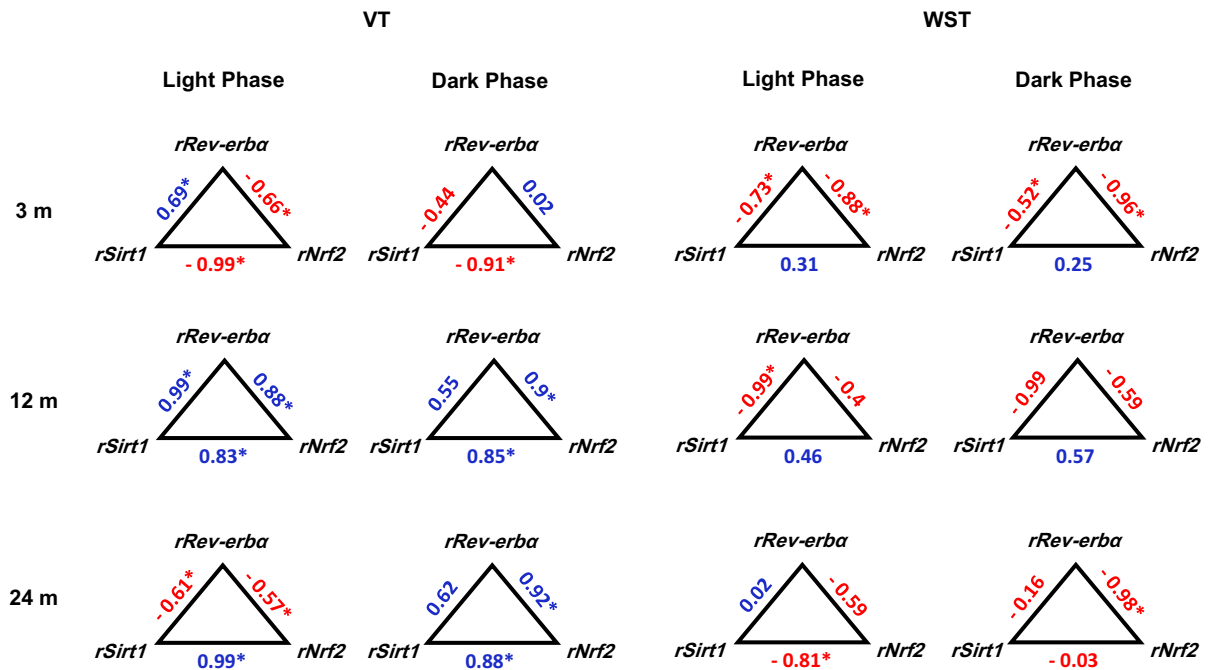 VT WST
Light Phase Dark Phase Light Phase Dark Phase
rRev-erbα rRev-erbα rRev-erbα rRev-erbα
3 m
0.69* - 0.66* - 0.44 0.02 - 0.73* - 0.88* - 0.52* - 0.96*
rSirt1 rNrf2 rSirt1 rNrf2 rSirt1 rNrf2 rSirt1 rNrf2
- 0.99* - 0.91* 0.31 0.25
rRev-erbα rRev-erbα rRev-erbα rRev-erbα
12 m
0.99* 0.88* 0.55 0.9* - 0.99* - 0.4 - 0.99 - 0.59
rSirt1 rNrf2 rSirt1 rNrf2 rSirt1 rNrf2 rSirt1 rNrf2
0.83* 0.85* 0.46 0.57
rRev-erbα rRev-erbα rRev-erbα rRev-erbα
24 m
- 0.61* - 0.57* 0.62 0.92* 0.02 - 0.59 - 0.16 - 0.98*
rSirt1 rNrf2 rSirt1 rNrf2 rSirt1 rNrf2 rSirt1 rNrf2
0.99* 0.88* - 0.81* - 0.03